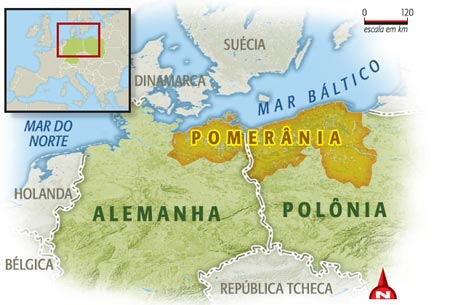 0 120
escala em km
SUÉCIA
DINAMARCA
MAR BÁLTICO
MAR DO
NORTE
POMERÂNIA
HOLANDA
ALEMANHA
POLÔNIA
BÉLGICA
REPÚBLICA TCHECA
N